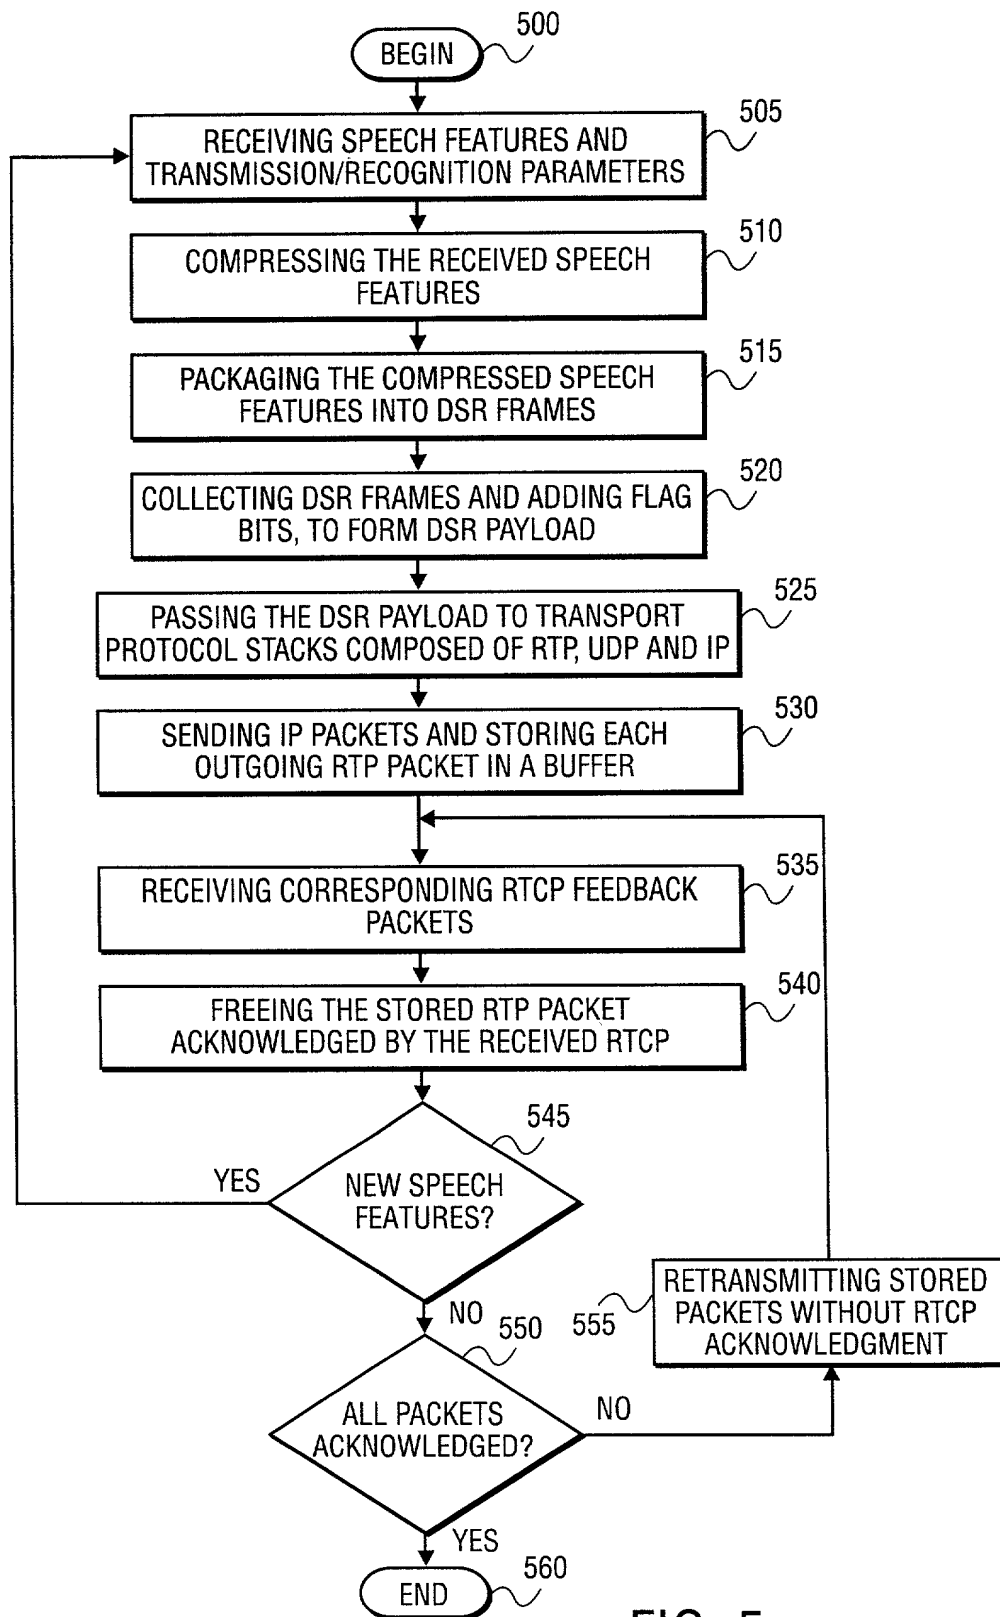 BEGIN
500
505
RECEIVING SPEECH FEATURES AND
TRANSMISSION/RECOGNITION PARAMETERS
510
COMPRESSING THE RECEIVED SPEECH
FEATURES
515
PACKAGING THE COMPRESSED SPEECH
FEATURES INTO DSR FRAMES
520
COLLECTING DSR FRAMES AND ADDING FLAG
BITS, TO FORM DSR PAYLOAD
525
PASSING THE DSR PAYLOAD TO TRANSPORT
PROTOCOL STACKS COMPOSED OF RTP, UDP AND IP
530
SENDING IP PACKETS AND STORING EACH
OUTGOING RTP PACKET IN A BUFFER
535
RECEIVING CORRESPONDING RTCP FEEDBACK
PACKETS
540
FREEING THE STORED RTP PACKET
ACKNOWLEDGED BY THE RECEIVED RTCP
545
YES
NEW SPEECH
FEATURES?
NO
555
RETRANSMITTING STORED
PACKETS WITHOUT RTCP
ACKNOWLEDGMENT
550
ALL PACKETS
ACKNOWLEDGED?
NO
YES
560
END